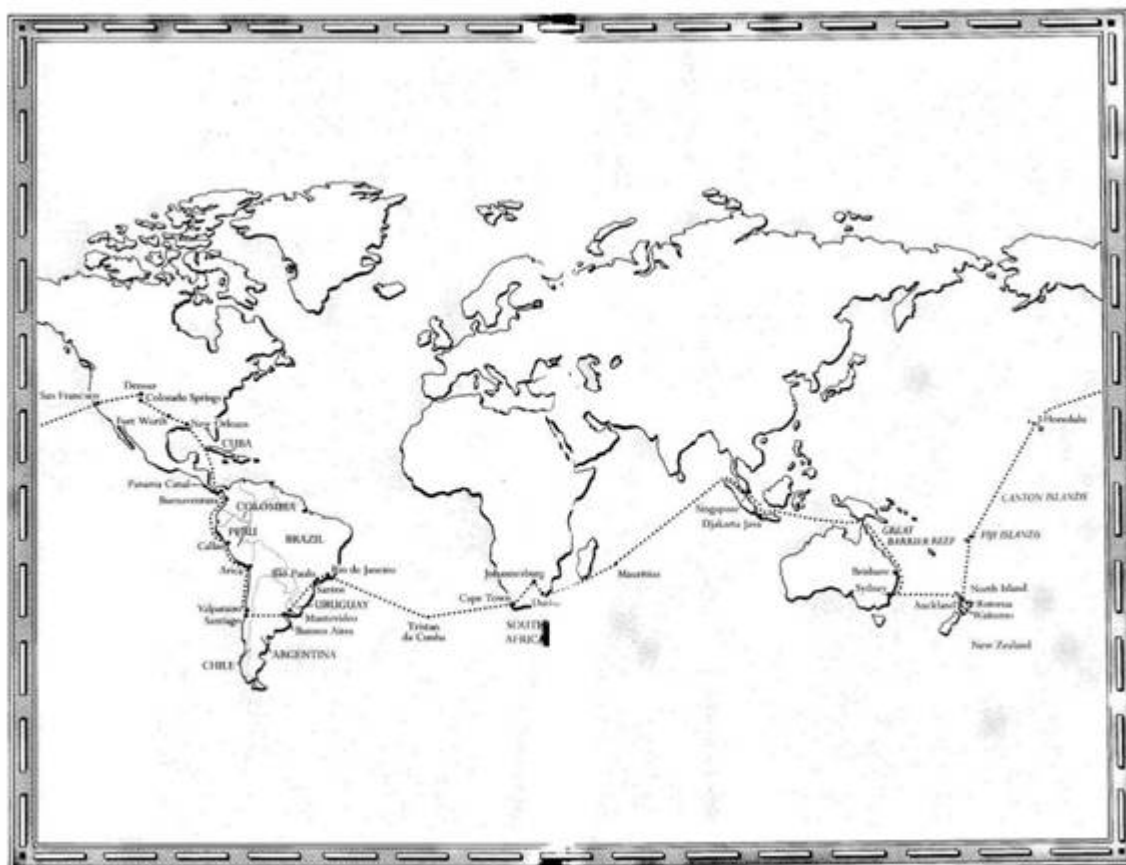 San Francisco
Denver
Colorado Springs
Fort Worth
New Orleans
CUBA
Panama Canal
Buenaventura
COLOMBIA
PERU
BRAZIL
Callao
Arica
São Paulo
Rio de Janeiro
Santos
Valparaiso
URUGUAY
Santiago
Montevideo
Buenos Aires
ARGENTINA
CHILE
Tristan
da Cunha
Johannesburg
Cape Town
SOUTH
AFRICA
Mauritius
Singapore
Djakarta Java
GREAT
BARRIER REEF
Brisbane
Sydney
Honolulu
CANTON ISLANDS
FIJI ISLANDS
North Island
Auckland
Rotorua
Waitomo
New Zealand